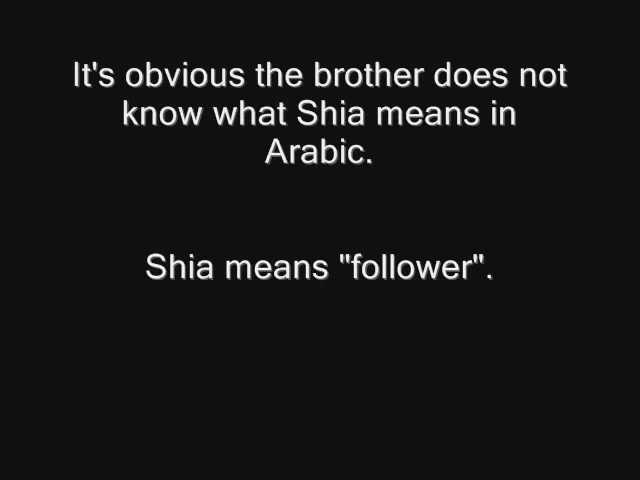 It's obvious the brother does not
know what Shia means in
Arabic.
Shia means "follower".